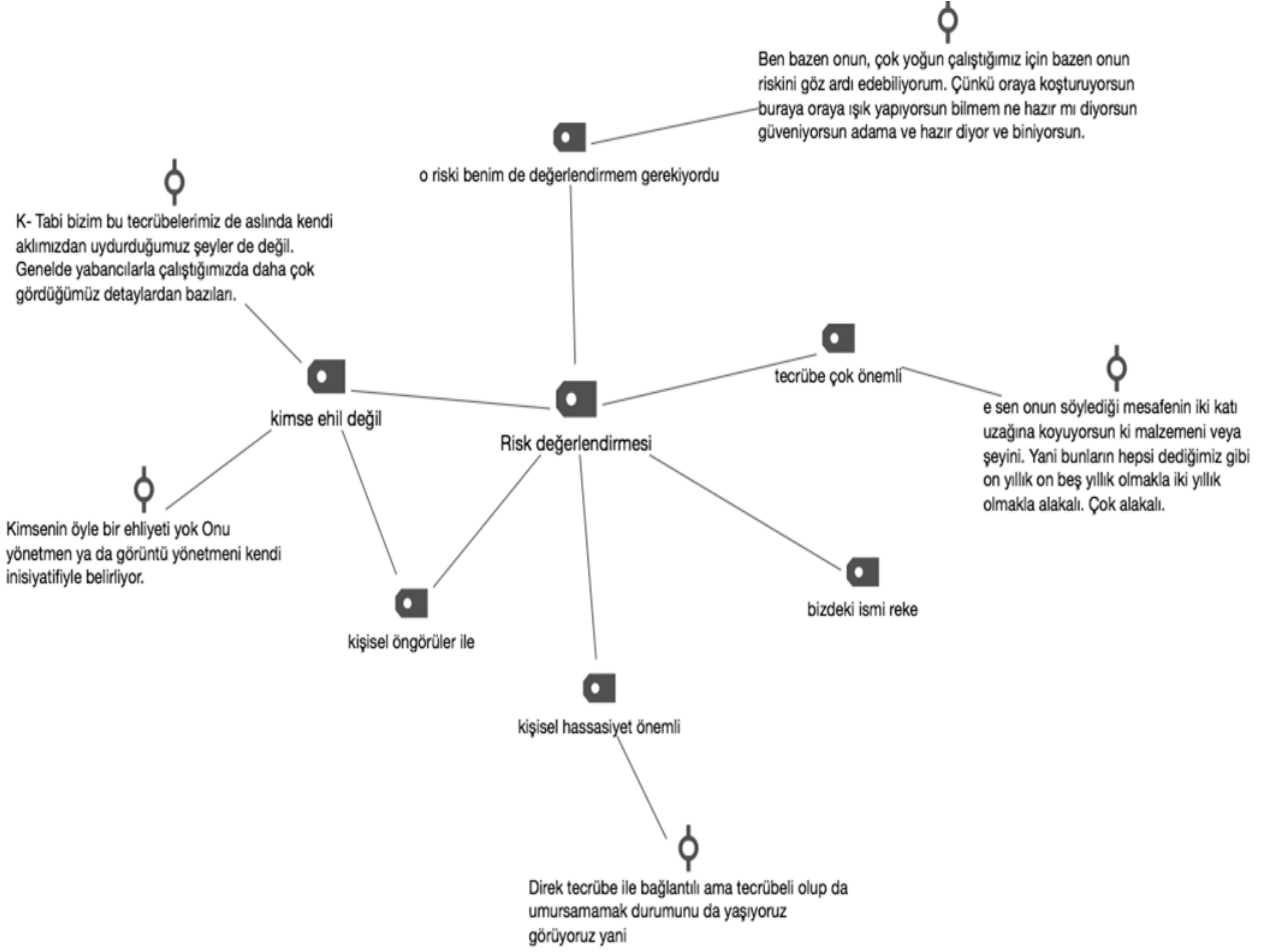 Ben bazen onun, çok yoğun çalıştığımız için bazen onun
riskini göz ardı edebiliyorum. Çünkü oraya koşturuyorsun
buraya oraya ışık yapıyorsun bilmem ne hazır mı diyorsun
güveniyorsun adama ve hazır diyor ve biniyorsun.
o riski benim de değerlendirmem gerekiyordu
K- Tabi bizim bu tecrübelerimiz de aslında kendi
aklımızdan uydurduğumuz şeyler de değil.
Genelde yabancılarla çalıştığımızda daha çok
gördüğümüz detaylardan bazıları.
kimse ehil değil
Risk değerlendirmesi
tecrübe çok önemli
e sen onun söylediği mesafenin iki katı
uzağına koyuyorsun ki malzemeni veya
şeyini. Yani bunların hepsi dediğimiz gibi
on yıllık on beş yıllık olmakla iki yıllık
olmakla alakalı. Çok alakalı.
Kimsenin öyle bir ehliyeti yok Onu
yönetmen ya da görüntü yönetmeni kendi
inisiyatifiyle belirliyor.
kişisel öngörüler ile
bizdeki ismi reke
kişisel hassasiyet önemli
Direk tecrübe ile bağlantılı ama tecrübeli olup da
umursamamak durumunu da yaşıyoruz
görüyoruz yani